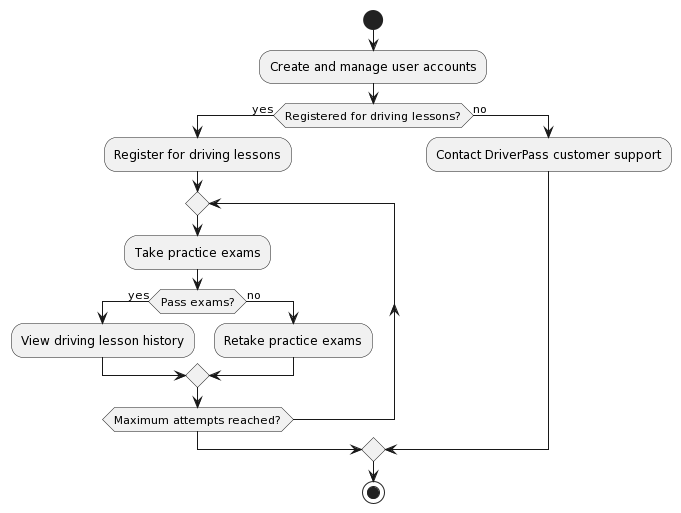 Create and manage user accounts
yes
Registered for driving lessons?
no
Register for driving lessons
Contact DriverPass customer support
Take practice exams
yes
Pass exams?
no
View driving lesson history
Retake practice exams
Maximum attempts reached?